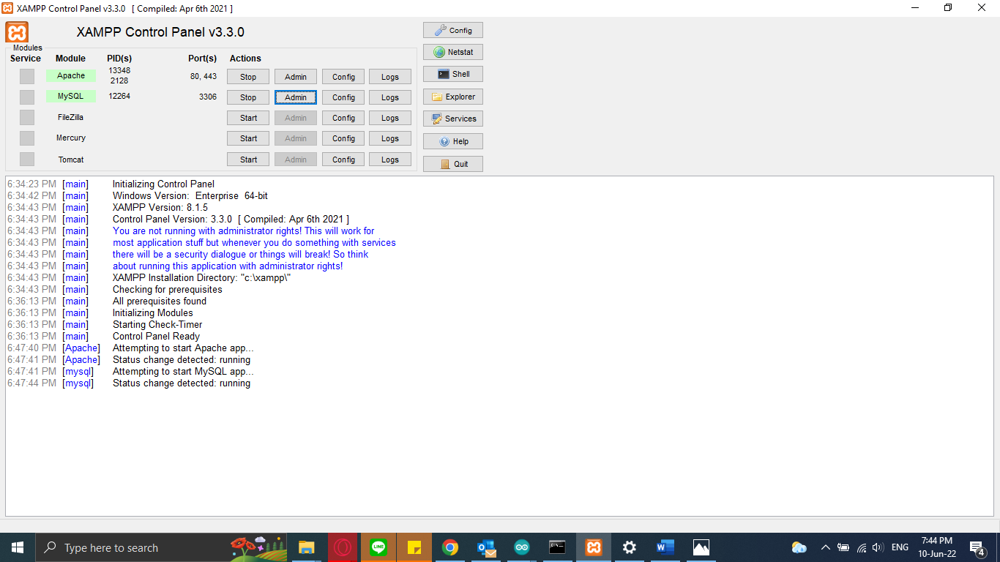 XAMPP Control Panel v3.3.0 [ Compiled: Apr 6th 2021 ]
XAMPP Control Panel v3.3.0
Config
Modules
Service Module PID(s) Port(s) Actions
Netstat
Apache 13348 2128 80, 443 Stop Admin Config Logs
Shell
MySQL 12264 3306 Stop Admin Config Logs
Explorer
FileZilla Start Admin Config Logs
Services
Mercury Start Admin Config Logs
Help
Tomcat Start Admin Config Logs
Quit
6:34:23 PM [main] Initializing Control Panel
6:34:42 PM [main] Windows Version: Enterprise 64-bit
6:34:43 PM [main] XAMPP Version: 8.1.5
6:34:43 PM [main] Control Panel Version: 3.3.0 [ Compiled: Apr 6th 2021 ]
6:34:43 PM [main] You are not running with administrator rights! This will work for
6:34:43 PM [main] most application stuff but whenever you do something with services
6:34:43 PM [main] there will be a security dialogue or things will break! So think
6:34:43 PM [main] about running this application with administrator rights!
6:34:43 PM [main] XAMPP Installation Directory: "c:\xampp\"
6:34:43 PM [main] Checking for prerequisites
6:36:13 PM [main] All prerequisites found
6:36:13 PM [main] Initializing Modules
6:36:13 PM [main] Starting Check-Timer
6:36:13 PM [main] Control Panel Ready
6:47:40 PM [Apache] Attempting to start Apache app...
6:47:41 PM [Apache] Status change detected: running
6:47:41 PM [mysql] Attempting to start MySQL app...
6:47:44 PM [mysql] Status change detected: running
Type here to search
LINE
ENG
7:44 PM
10-Jun-22
4